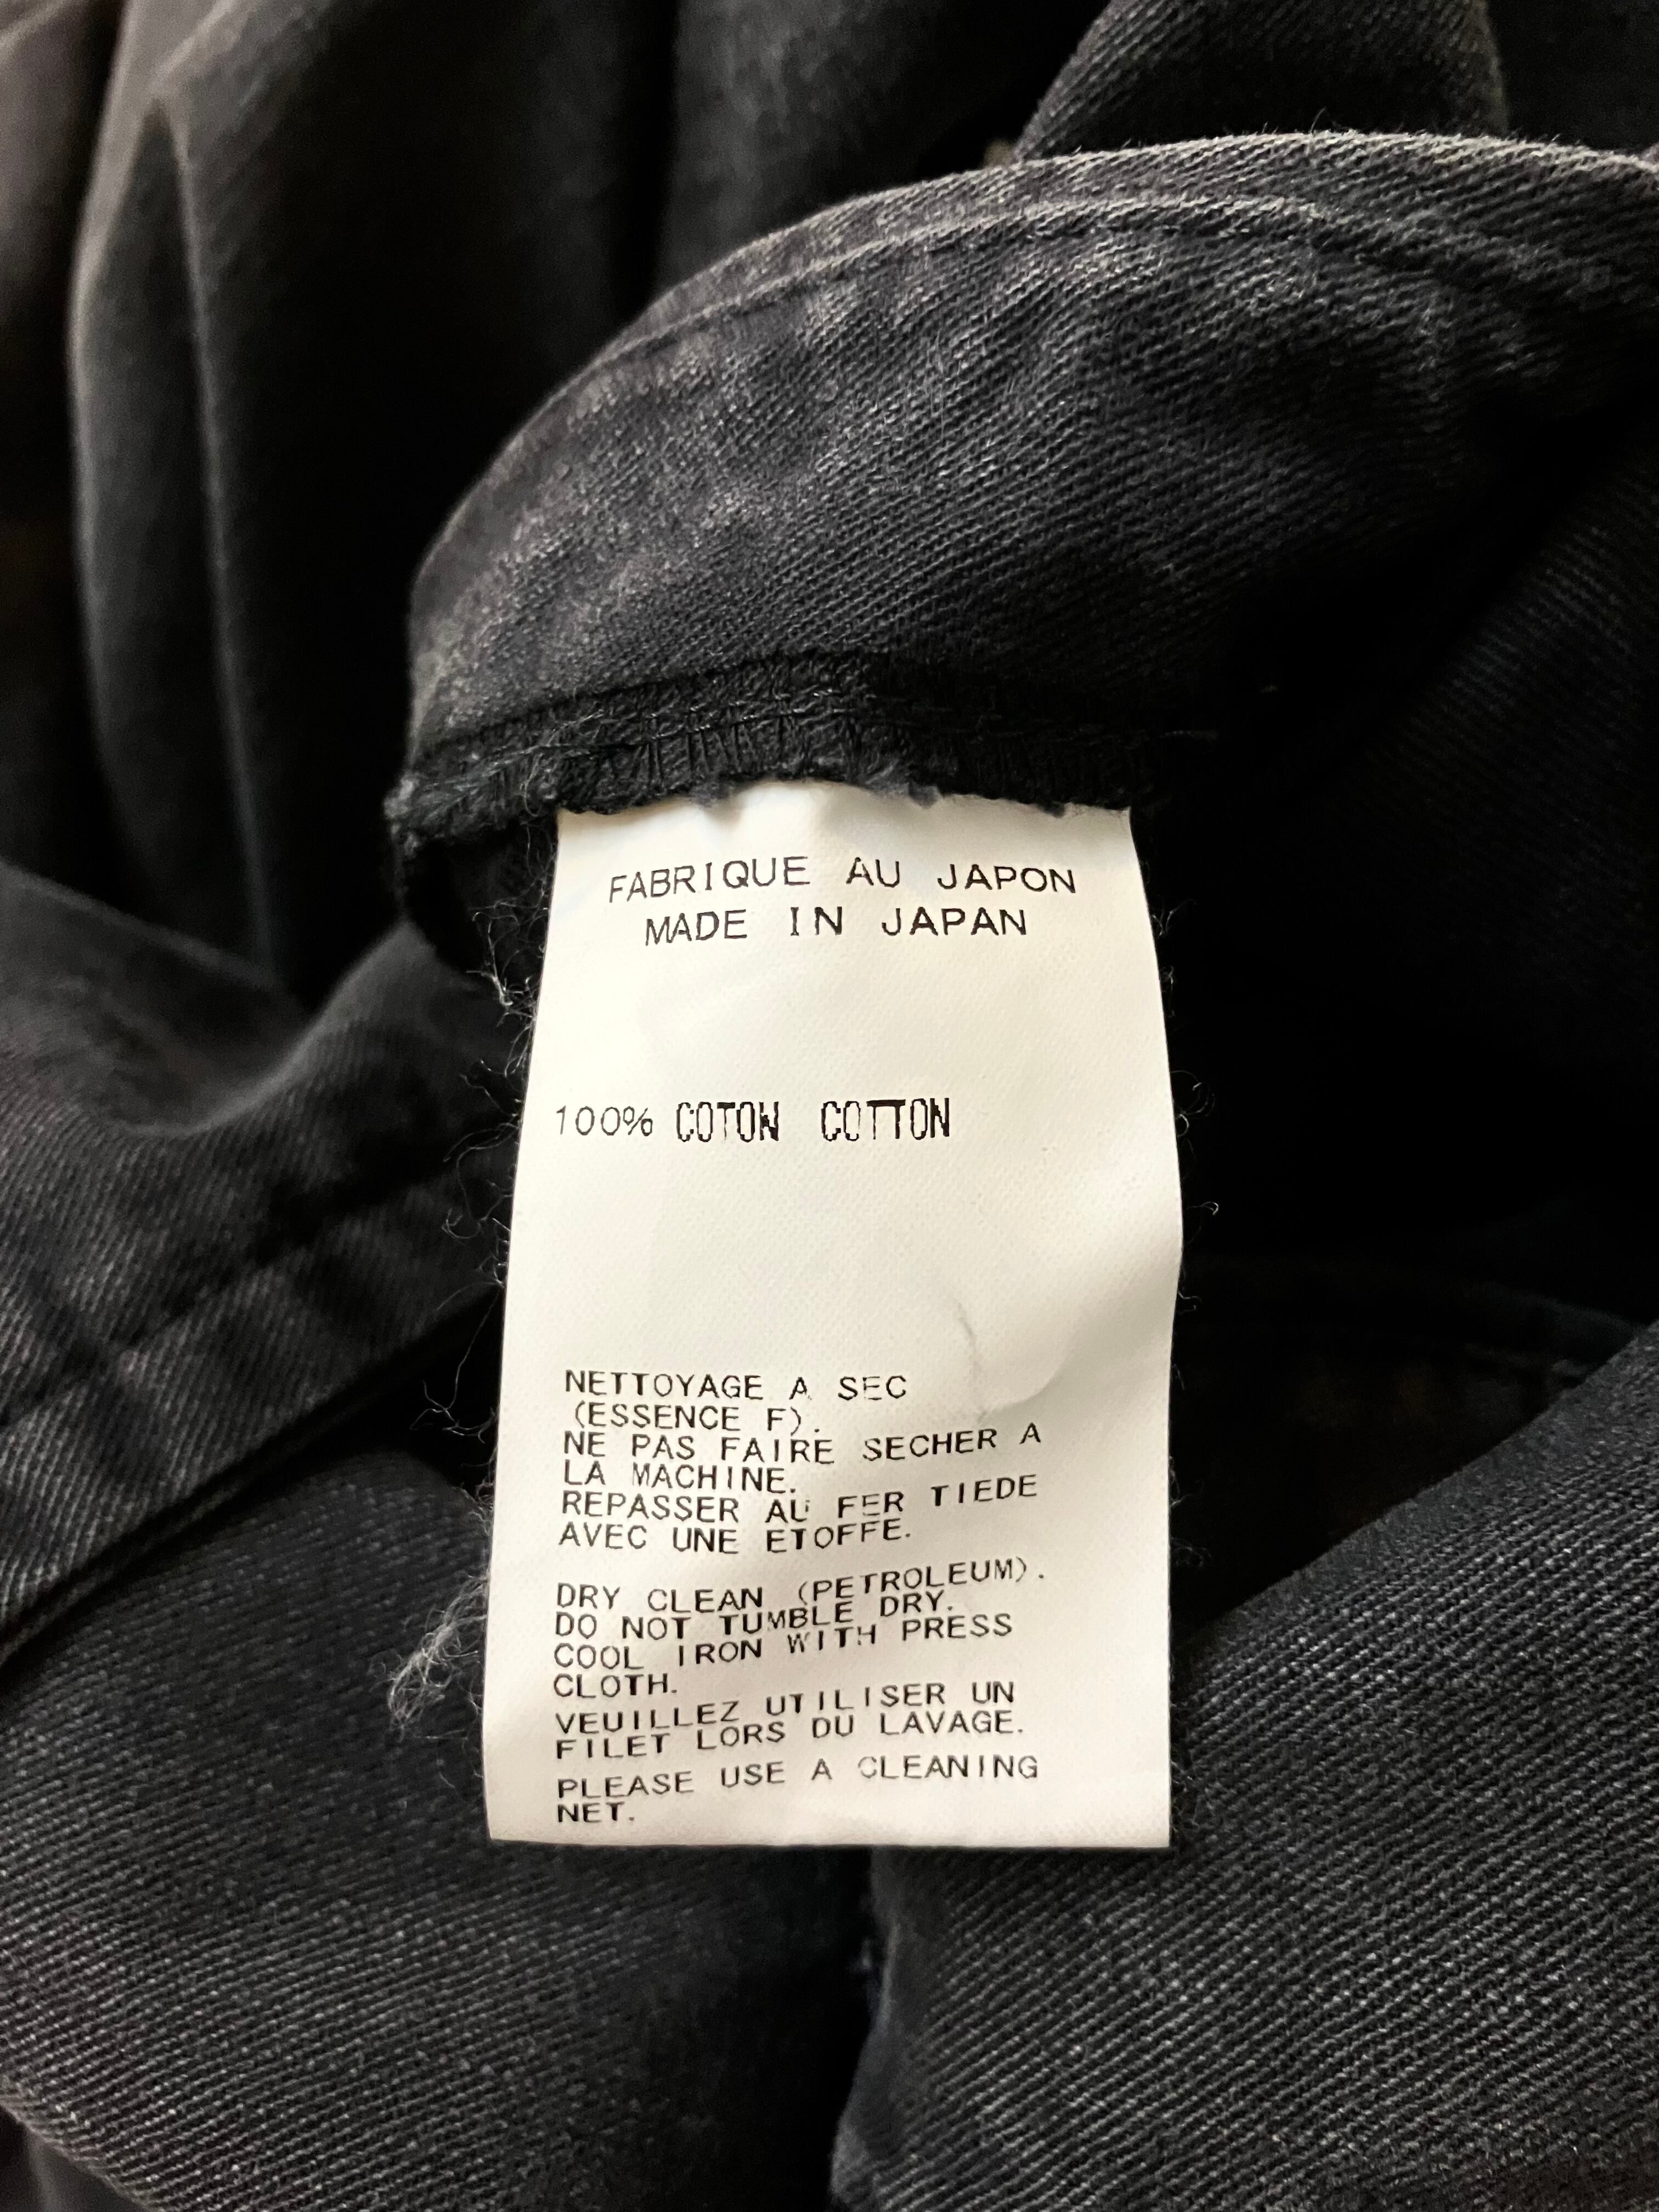 FABRIQUE AU JAPON
MADE IN JAPAN
100% COTON COTTON
NETTOYAGE A SEC
(ESSENCE F).
NE PAS FAIRE SECHER A
LA MACHINE.
REPASSER AU FER TIEDE
AVEC UNE ETOFFE.
DRY CLEAN (PETROLEUM).
DO NOT TUMBLE DRY.
COOL IRON WITH PRESS
CLOTH.
VEUILLEZ UTILISER UN
FILET LORS DU LAVAGE.
PLEASE USE A CLEANING
NET.